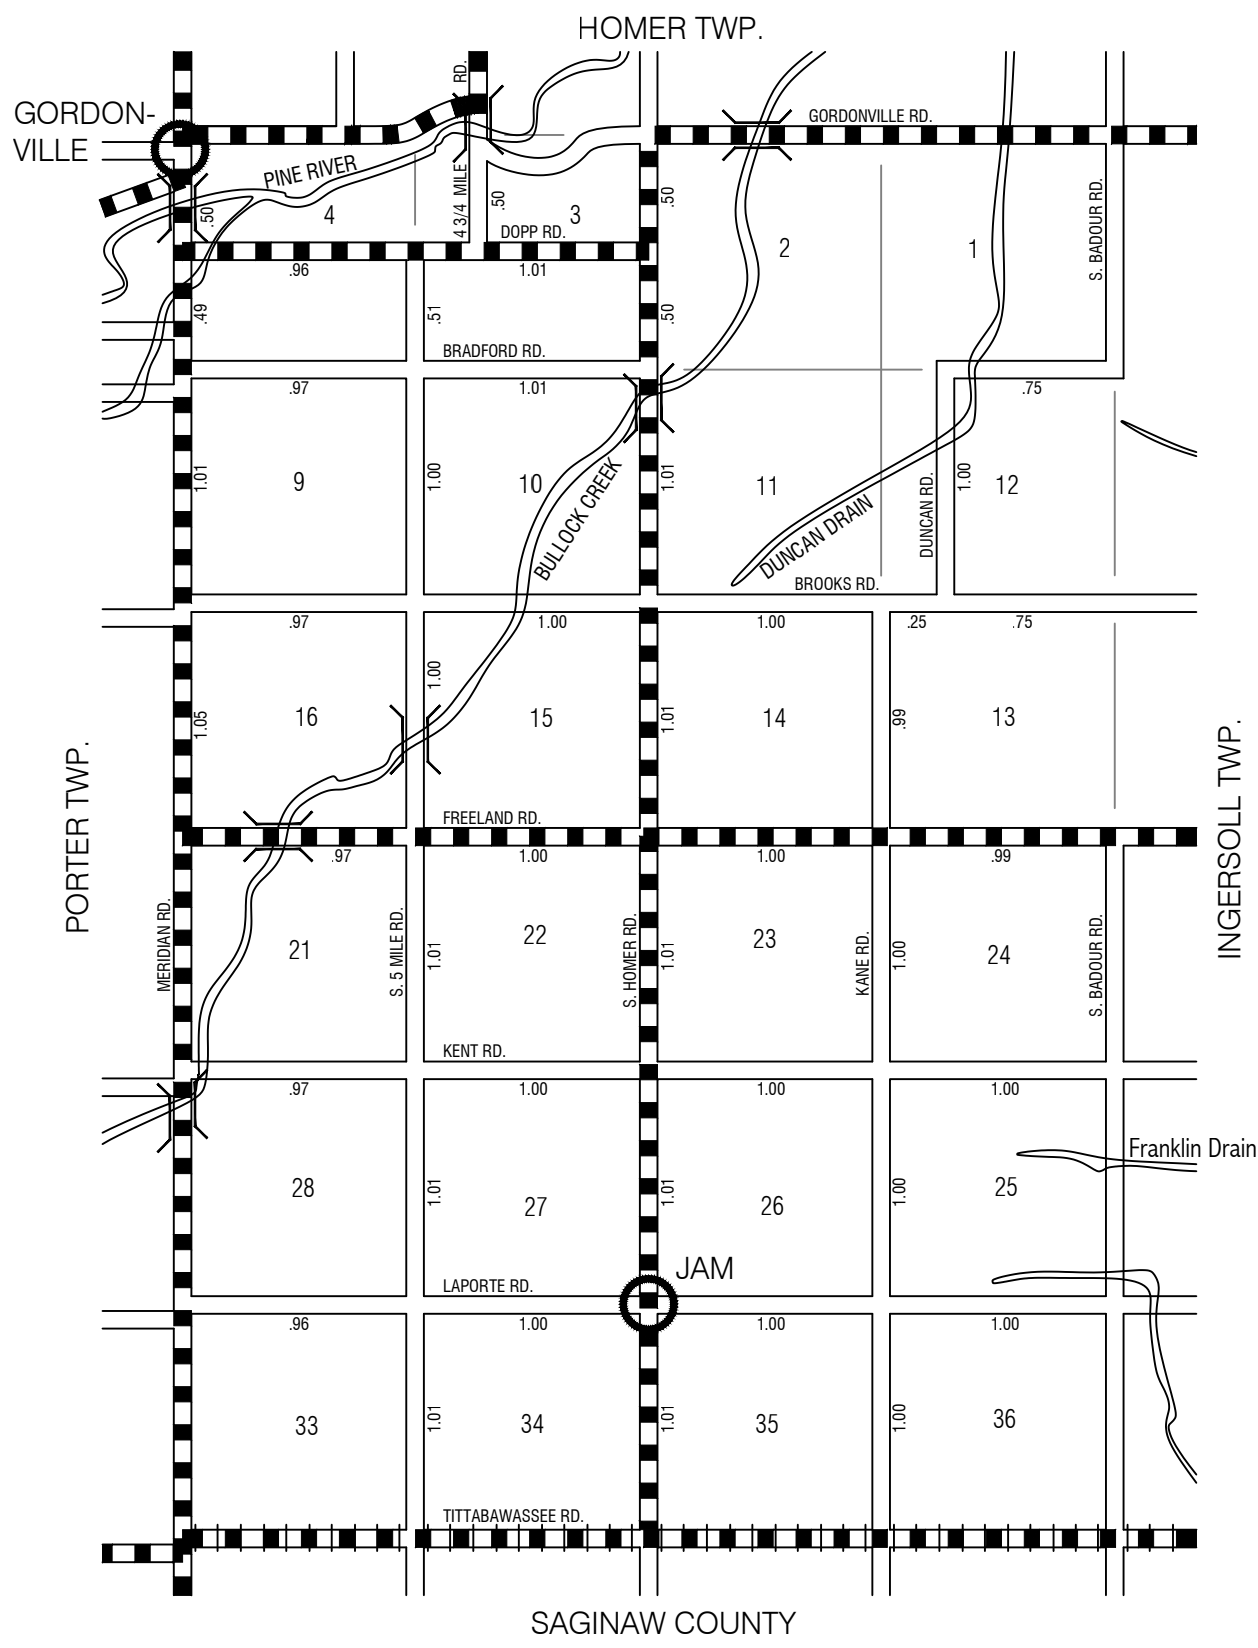 HOMER TWP.
GORDON-
VILLE
RD.
GORDONVILLE RD.
PINE RIVER
4 3/4 MILE
.50
4
.50
3
DOPP RD.
.50
2
1
S. BADOUR RD.
.96
1.01
.49
.51
.50
BRADFORD RD.
.97
1.01
.75
1.01
9
1.00
10
BULLOCK CREEK
1.01
11
DUNCAN DRAIN
DUNCAN RD.
1.00
12
BROOKS RD.
.97
1.00
1.00
.25
.75
1.05
16
1.00
15
1.01
14
.99
13
PORTER TWP.
INGERSOLL TWP.
FREELAND RD.
.97
1.00
1.00
.99
MERIDIAN RD.
21
S. 5 MILE RD.
1.01
22
S. HOMER RD.
1.01
23
KANE RD.
1.00
24
S. BADOUR RD.
KENT RD.
.97
1.00
1.00
1.00
Franklin Drain
28
1.01
27
1.01
26
1.00
25
JAM
LAPORTE RD.
.96
1.00
1.00
1.00
33
1.01
34
1.01
35
1.00
36
TITTABAWASSEE RD.
SAGINAW COUNTY